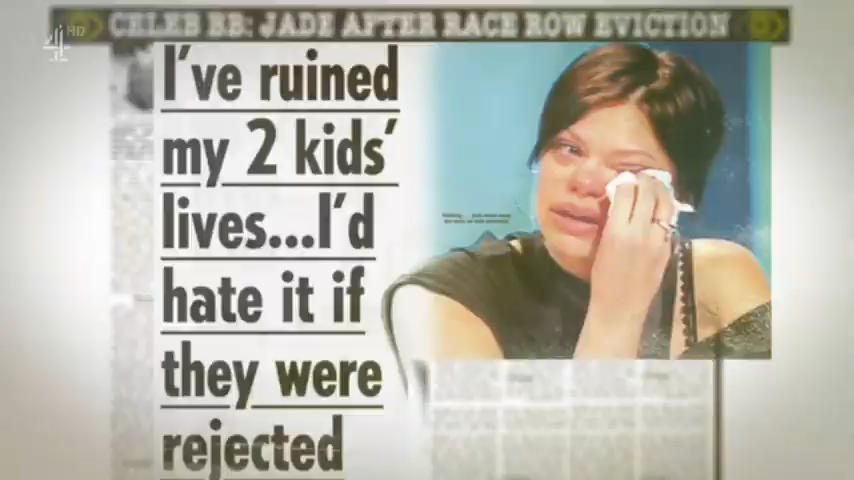 CELEB BB: JADE AFTER RACE ROW EVICTION
4HD
I've ruined
my 2 kids'
lives...I'd
hate it if
they were
rejected